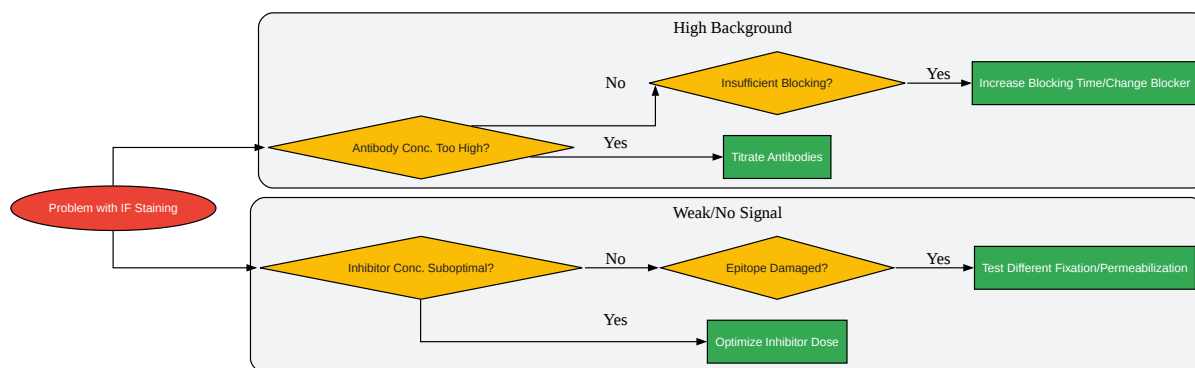 High Background
No
Insufficient Blocking?
Yes
Increase Blocking Time/Change Blocker
Antibody Conc. Too High?
Yes
Titrate Antibodies
Problem with IF Staining
Weak/No Signal
Inhibitor Conc. Suboptimal?
No
Epitope Damaged?
Yes
Test Different Fixation/Permeabilization
Yes
Optimize Inhibitor Dose